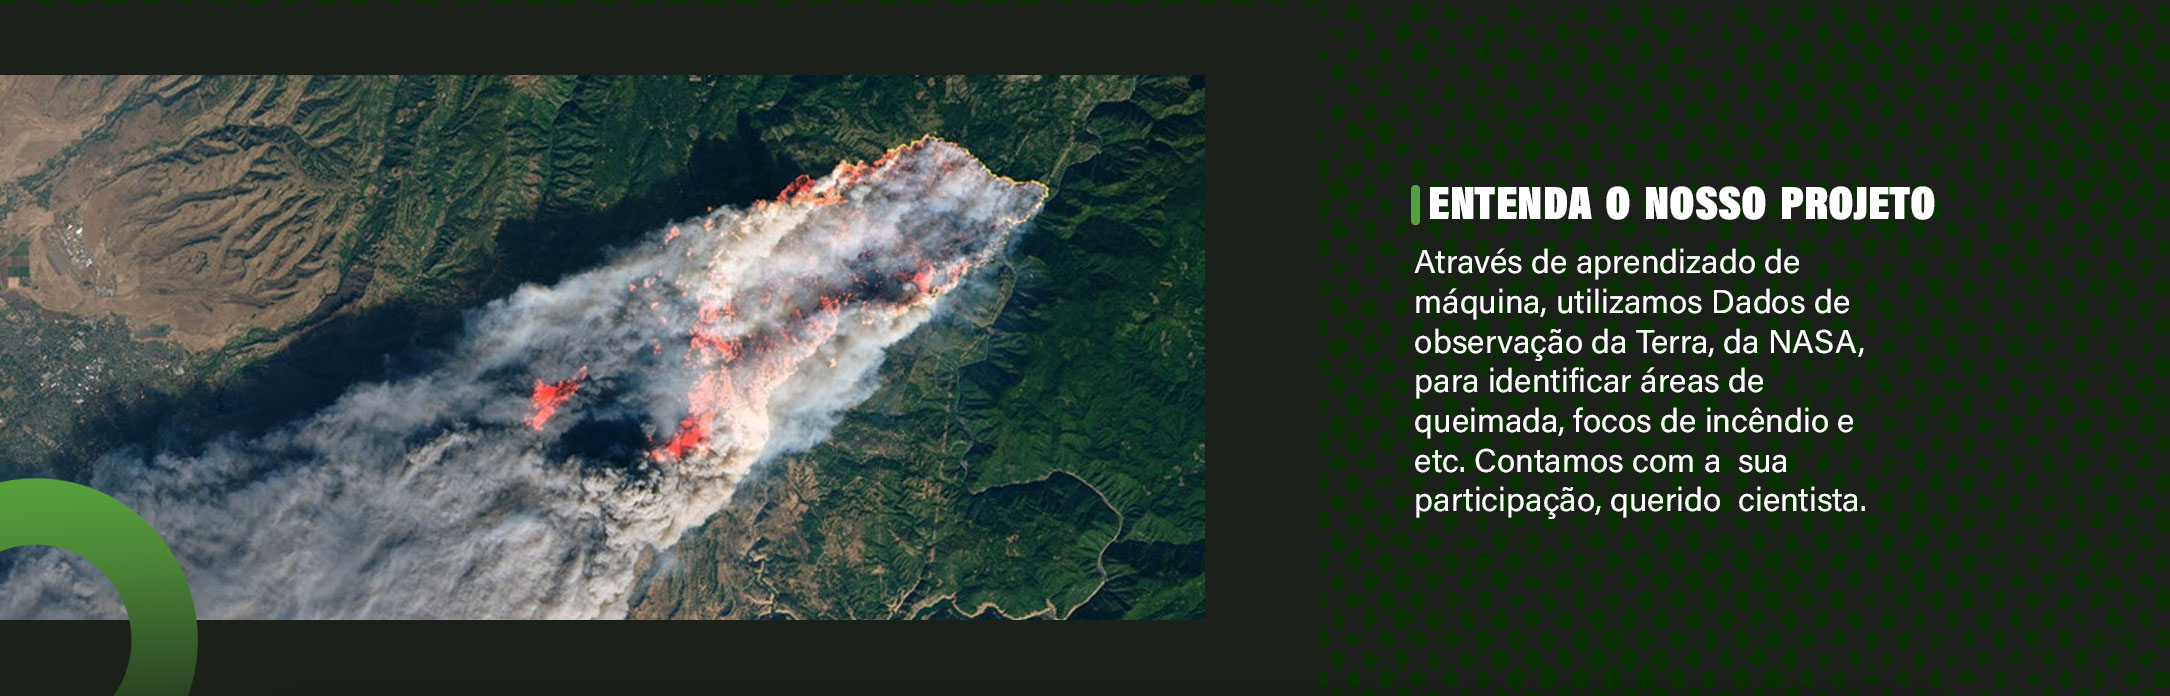 ENTENDA O NOSSO PROJETO
Através de aprendizado de
máquina, utilizamos Dados de
observação da Terra, da NASA,
para identificar áreas de
queimada, focos de incêndio e
etc. Contamos com a  sua
participação, querido  cientista.